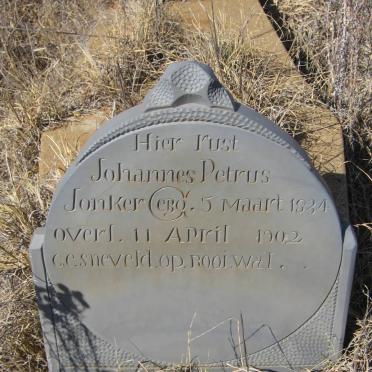 Hier rust
Johannes Petrus
Jonker geb. 5 Maart 1834
overl. 11 April 1902
gesneveld op Rooiwal.